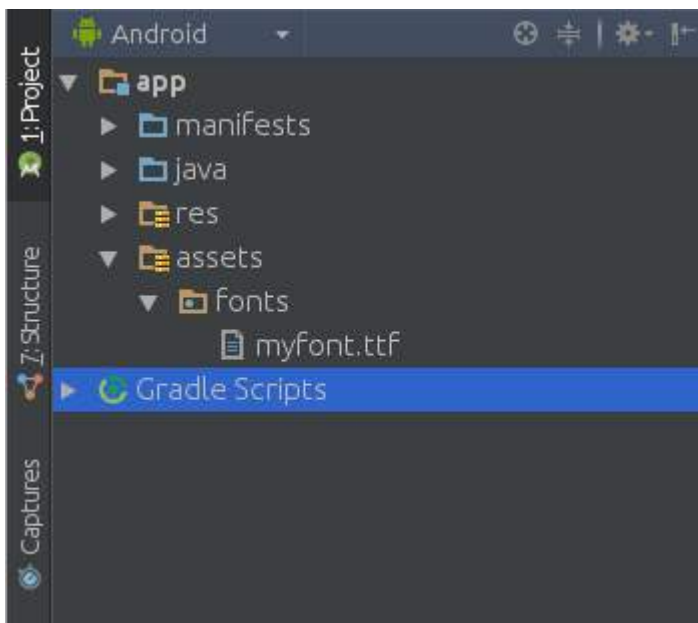 Android
1: Project
app
manifests
java
res
assets
fonts
myfont.ttf
Gradle Scripts
7: Structure
Captures